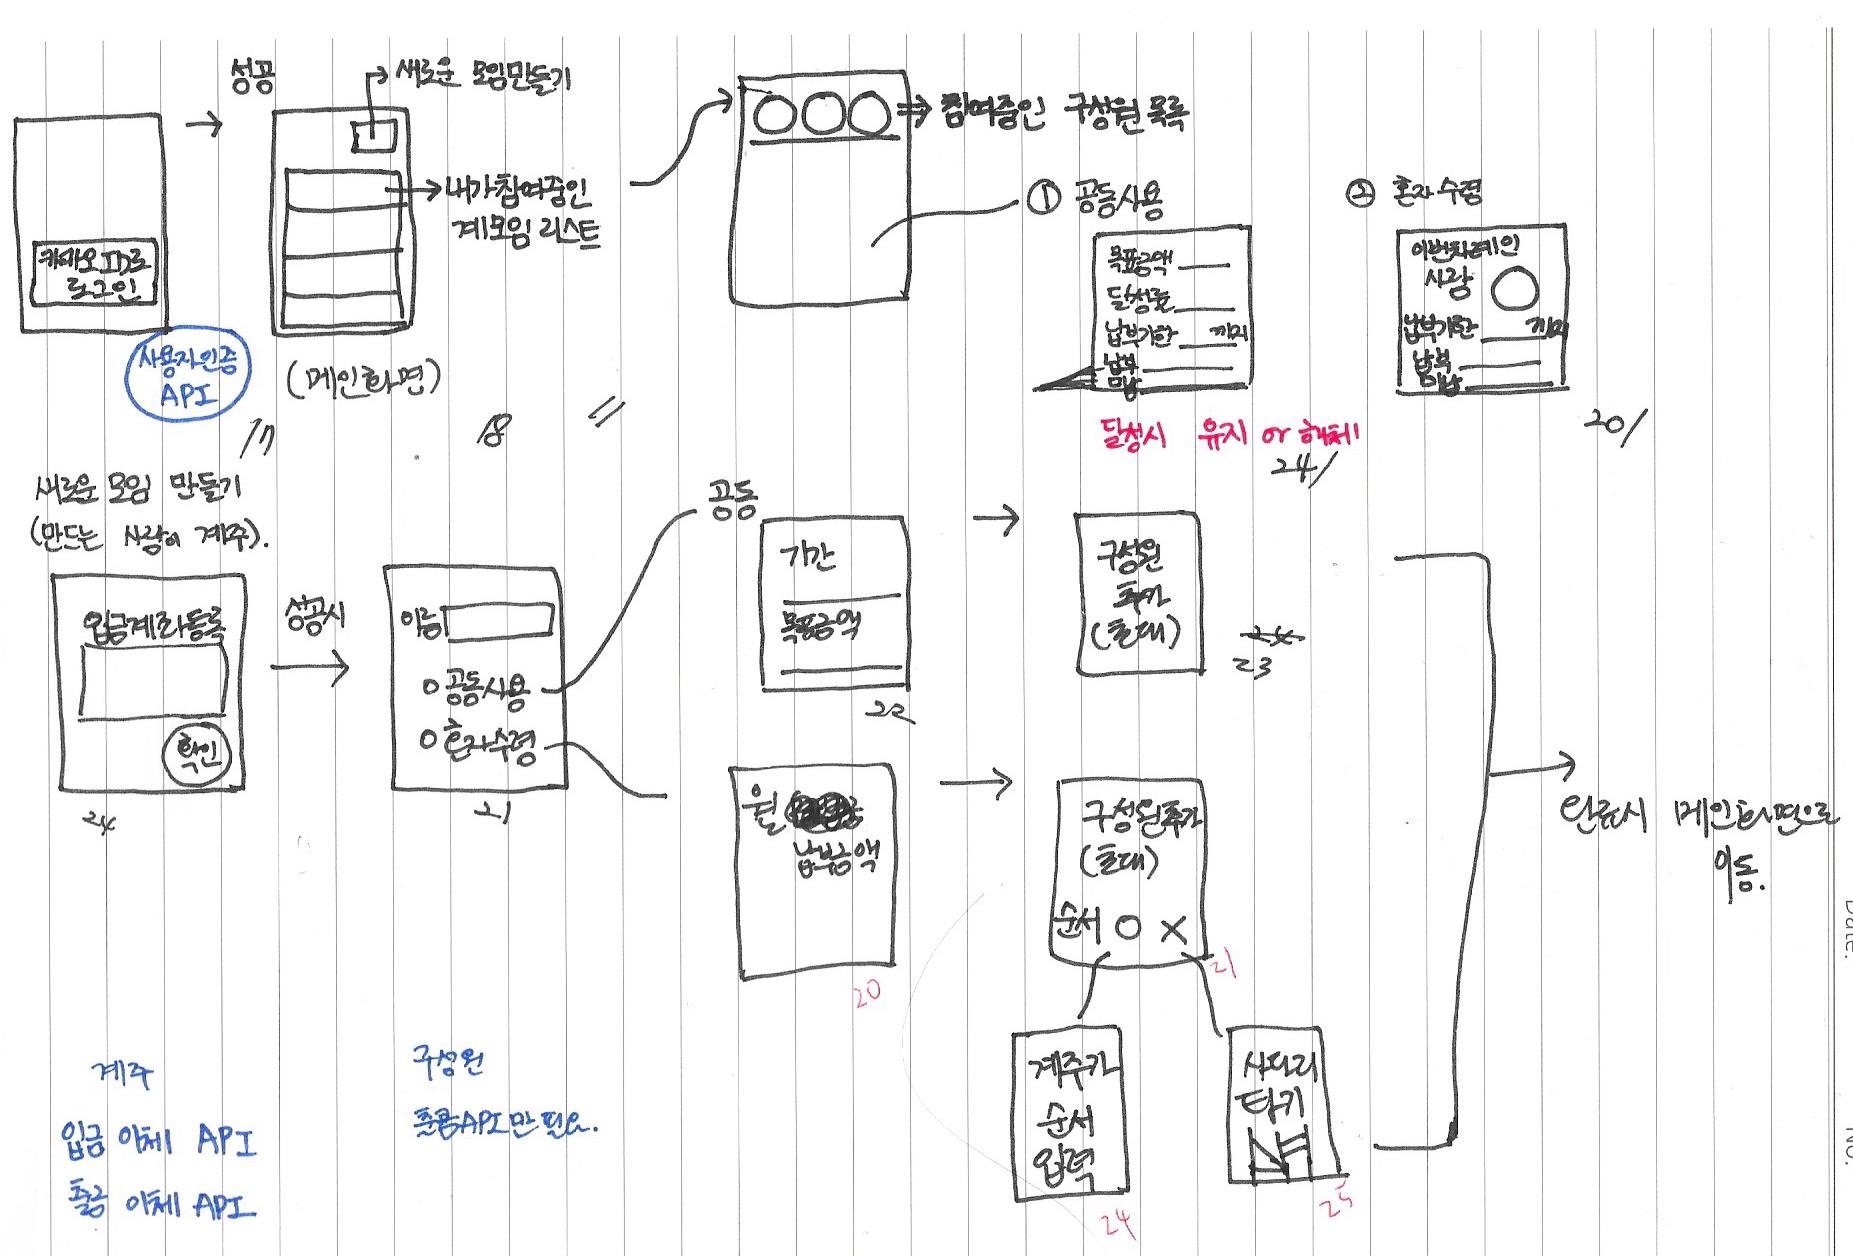 성공
새로운 모임만들기
카카오 ID로
로그인
사용자인증
API
내가참여중인
계모임 리스트
(메인화면)
참여중인 구성원 목록
① 공동사용
목표금액
달성률
납부기한 까지
납부
미납
달성시 유지 or 해체
24/
② 혼자수령
이번차례인
사람
납부기한 까지
납부
미납
20/
새로운 모임 만들기
(만드는 사람이 계주).
입금계좌등록
확인
성공시
이름
공동사용
혼자수령
21
공동
기간
목표금액
22
구성원
추가
(초대)
23
월
납부금액
20
구성원추가
(초대)
순서 O X
21
계주가
순서
입력
24
사다리
타기
25
완료시 메인화면으로
이동.
계주
입금 이체 API
출금 이체 API
구성원
출금API만 필요.
Date.
No.